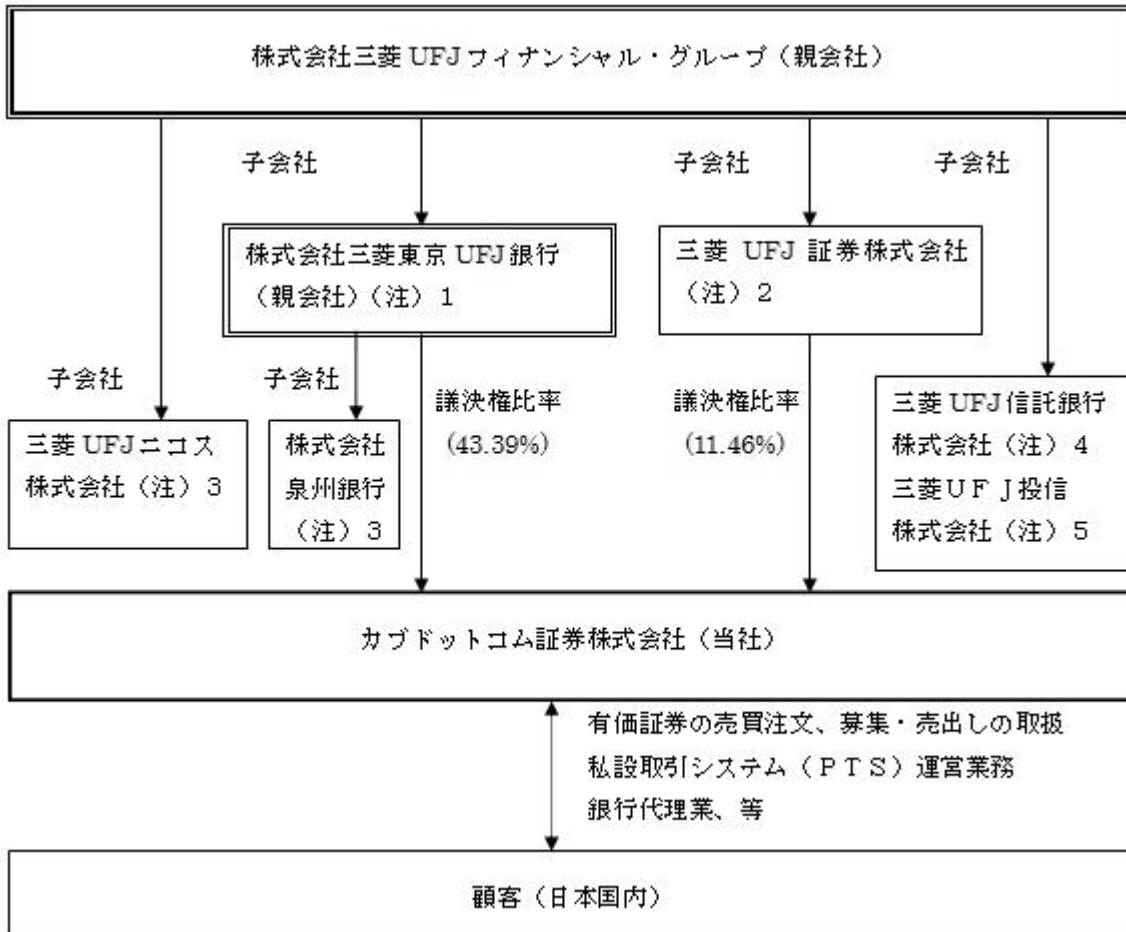 株式会社三菱UFJフィナンシャル・グループ（親会社）
子会社
子会社
子会社
株式会社三菱東京UFJ銀行
（親会社）（注）１
三菱 UFJ 証券株式会社
（注）２
子会社
子会社
議決権比率
(43.39%)
議決権比率
(11.46%)
三菱UFJニコス
株式会社（注）３
株式会社
泉州銀行
（注）３
三菱UFJ信託銀行
株式会社（注）４
三菱ＵＦＪ投信
株式会社（注）５
カブドットコム証券株式会社（当社）
有価証券の売買注文、募集・売出しの取扱
私設取引システム（ＰＴＳ）運営業務
銀行代理業、等
顧客（日本国内）